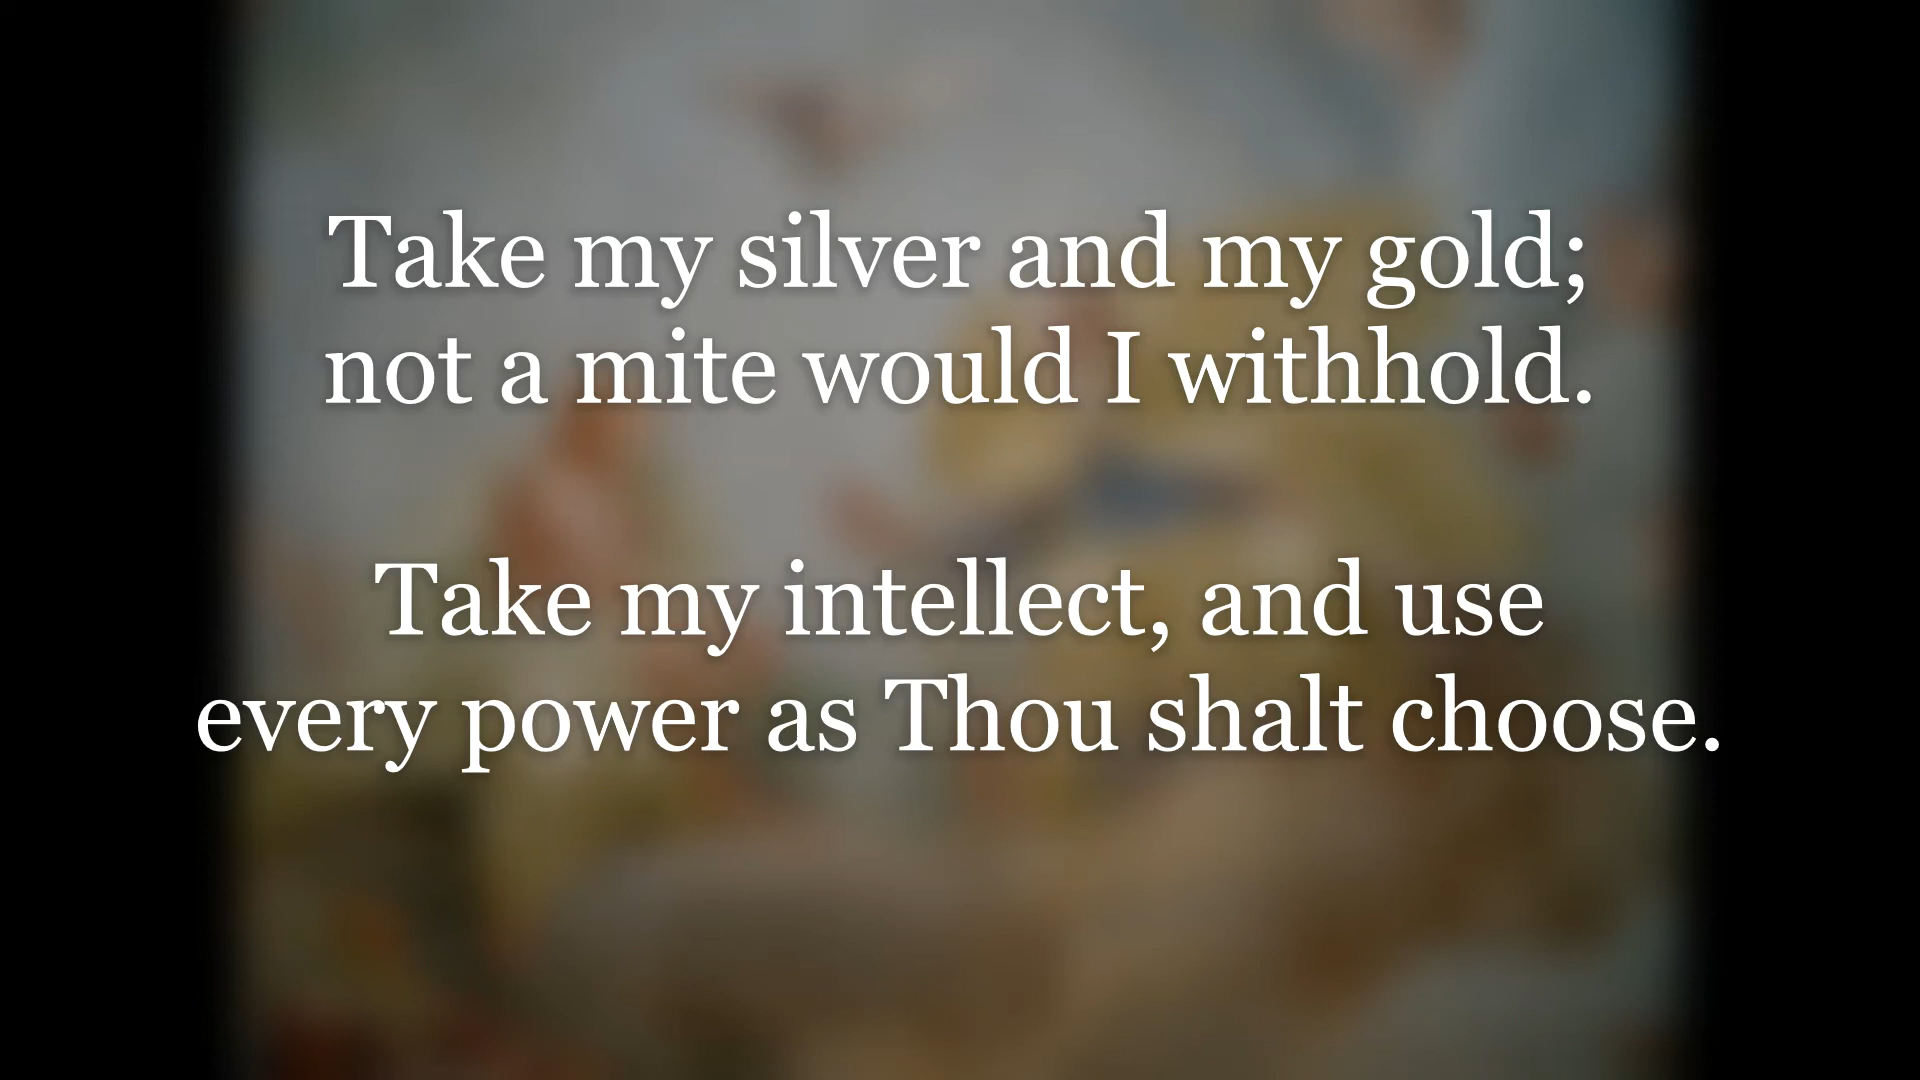 Take my silver and my gold;
not a mite would I withhold.
Take my intellect, and use
every power as Thou shalt choose.